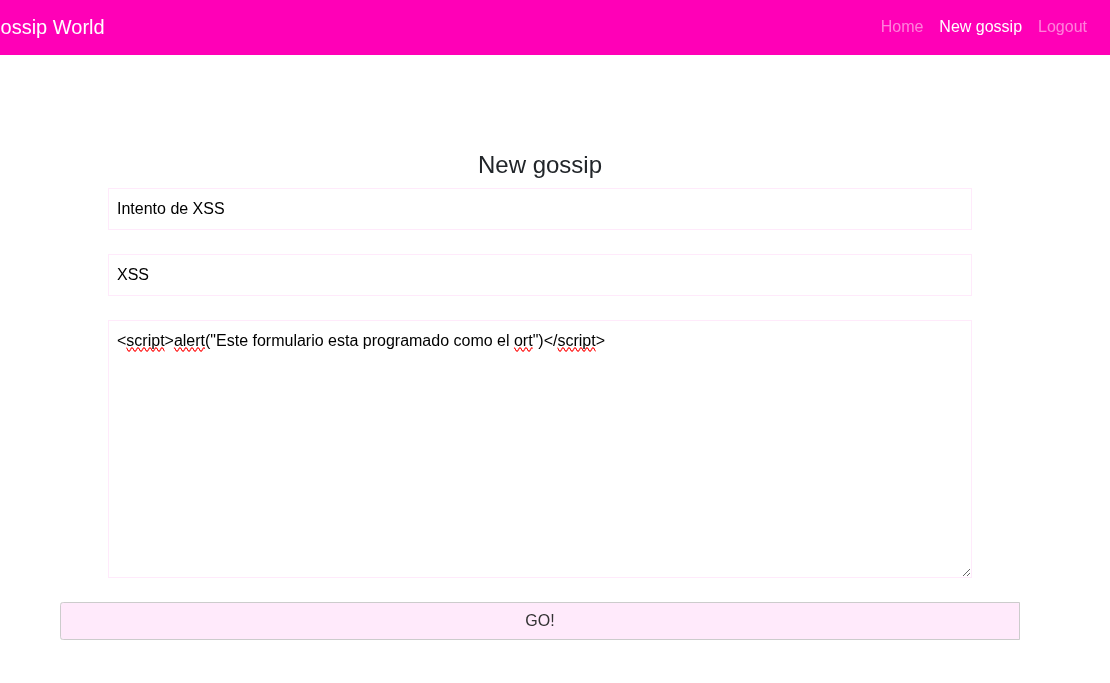 ossip World Home New gossip Logout
New gossip
Intento de XSS
XSS
<script>alert("Este formulario esta programado como el ort")</script>
GO!